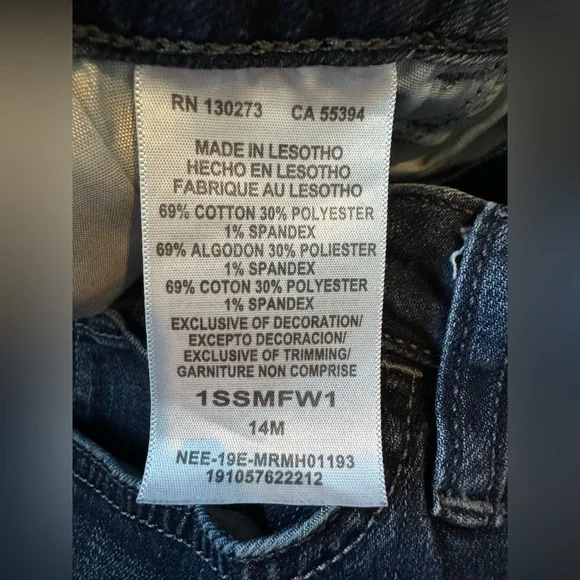 RN 130273 CA 55394
MADE IN LESOTHO
HECHO EN LESOTHO
FABRIQUE AU LESOTHO
69% COTTON 30% POLYESTER
1% SPANDEX
69% ALGODON 30% POLIESTER
1% SPANDEX
69% COTON 30% POLYESTER
1% SPANDEX
EXCLUSIVE OF DECORATION/
EXCEPTO DECORACION/
EXCLUSIVE OF TRIMMING/
GARNITURE NON COMPRISE
1SSMFW1
14M
NEE-19E-MRMH01193
191057622212